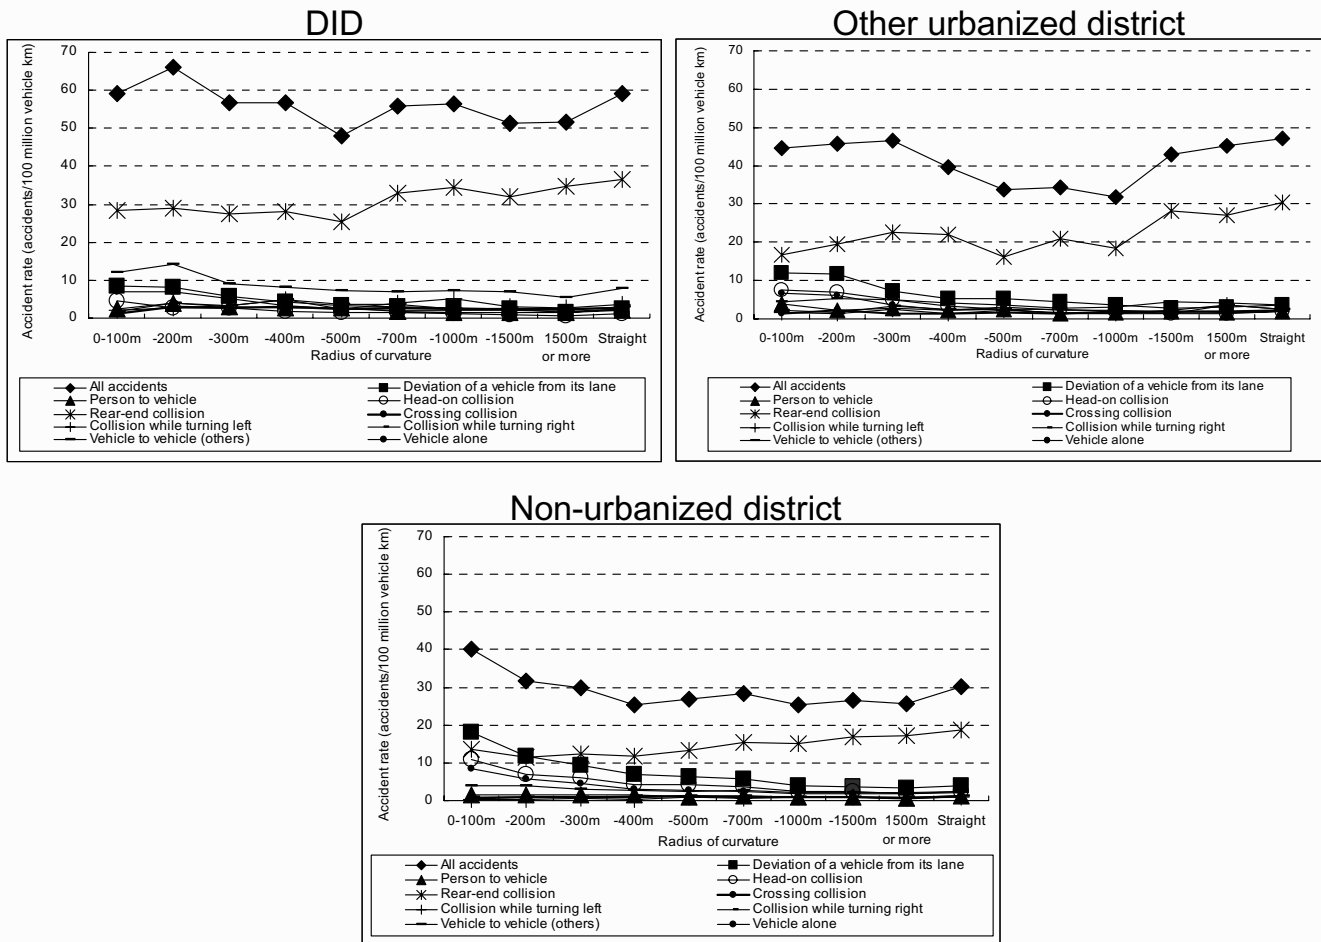 DID
Accident rate (accidents/100 million vehicle km)
70
60
50
40
30
20
10
0
0-100m -200m -300m -400m -500m -700m -1000m -1500m 1500m Straight
or more
Radius of curvature
All accidents
Deviation of a vehicle from its lane
Person to vehicle
Head-on collision
Rear-end collision
Crossing collision
Collision while turning left
Collision while turning right
Vehicle to vehicle (others)
Vehicle alone
Other urbanized district
Accident rate (accidents/100 million vehicle km)
70
60
50
40
30
20
10
0
0-100m -200m -300m -400m -500m -700m -1000m -1500m 1500m Straight
or more
Radius of curvature
All accidents
Deviation of a vehicle from its lane
Person to vehicle
Head-on collision
Rear-end collision
Crossing collision
Collision while turning left
Collision while turning right
Vehicle to vehicle (others)
Vehicle alone
Non-urbanized district
Accident rate (accidents/100 million vehicle km)
70
60
50
40
30
20
10
0
0-100m -200m -300m -400m -500m -700m -1000m -1500m 1500m Straight
or more
Radius of curvature
All accidents
Deviation of a vehicle from its lane
Person to vehicle
Head-on collision
Rear-end collision
Crossing collision
Collision while turning left
Collision while turning right
Vehicle to vehicle (others)
Vehicle alone